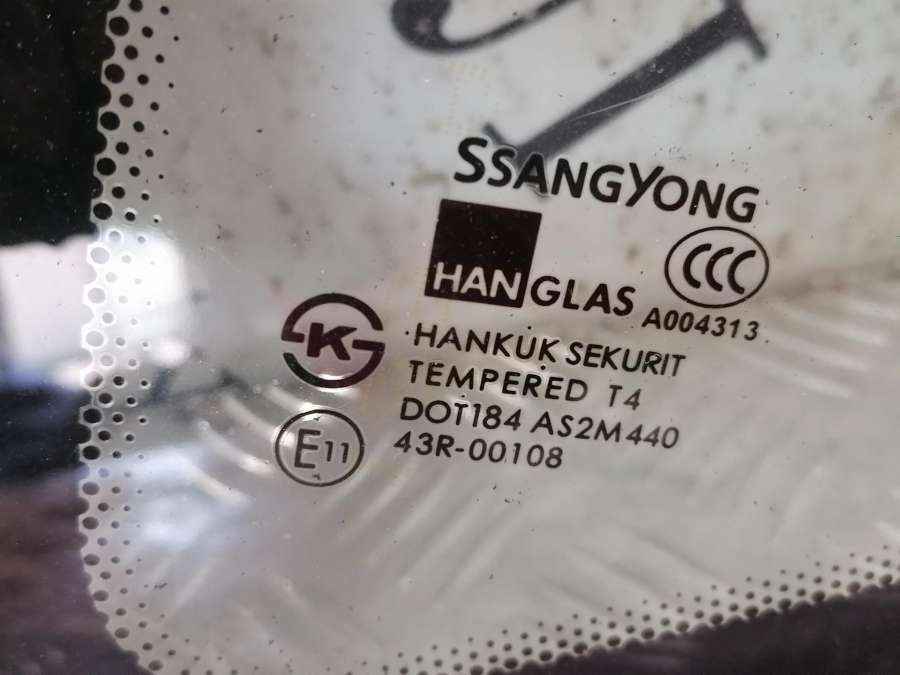 SSANGYONG
HANGLAS
CCC
A004313
K
HANKUK SEKURIT
TEMPERED T4
DOT184 AS2M440
E11
43R-00108